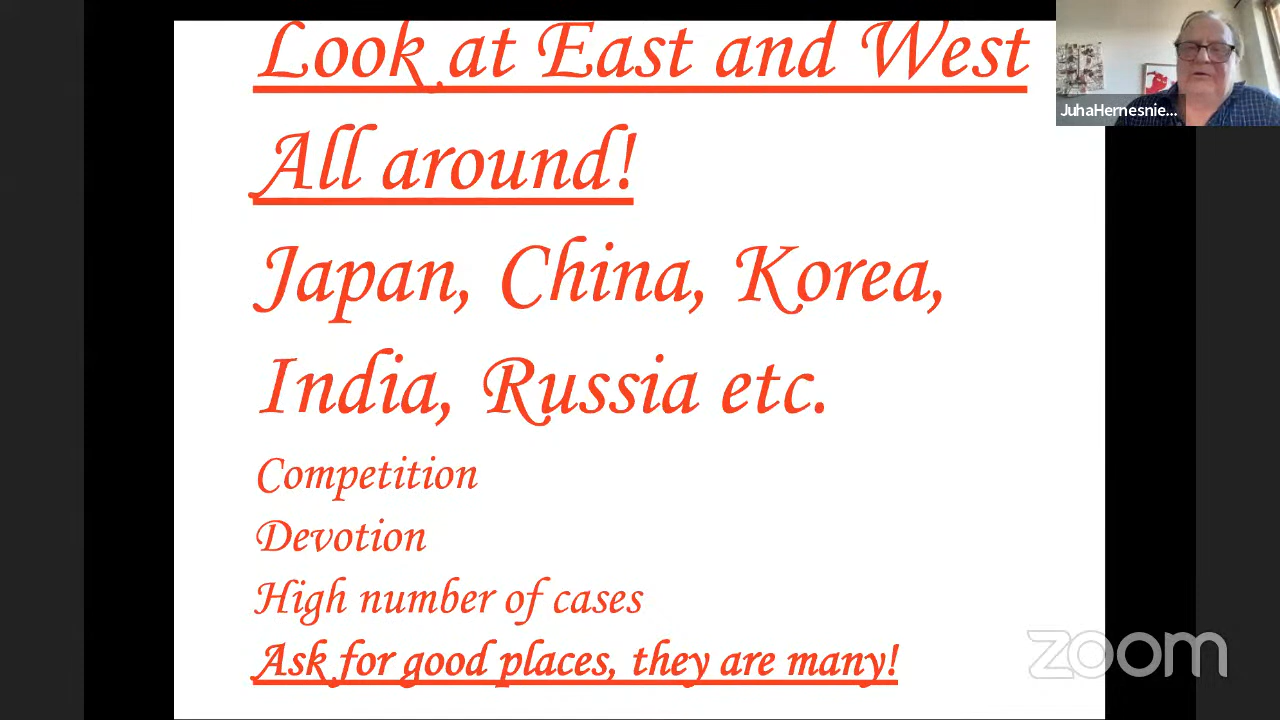 Look at East and West
All around!
Japan, China, Korea,
India, Russia etc.
Competition
Devotion
High number of cases
Ask for good places, they are many!
JuhaHernesnie...
zoom